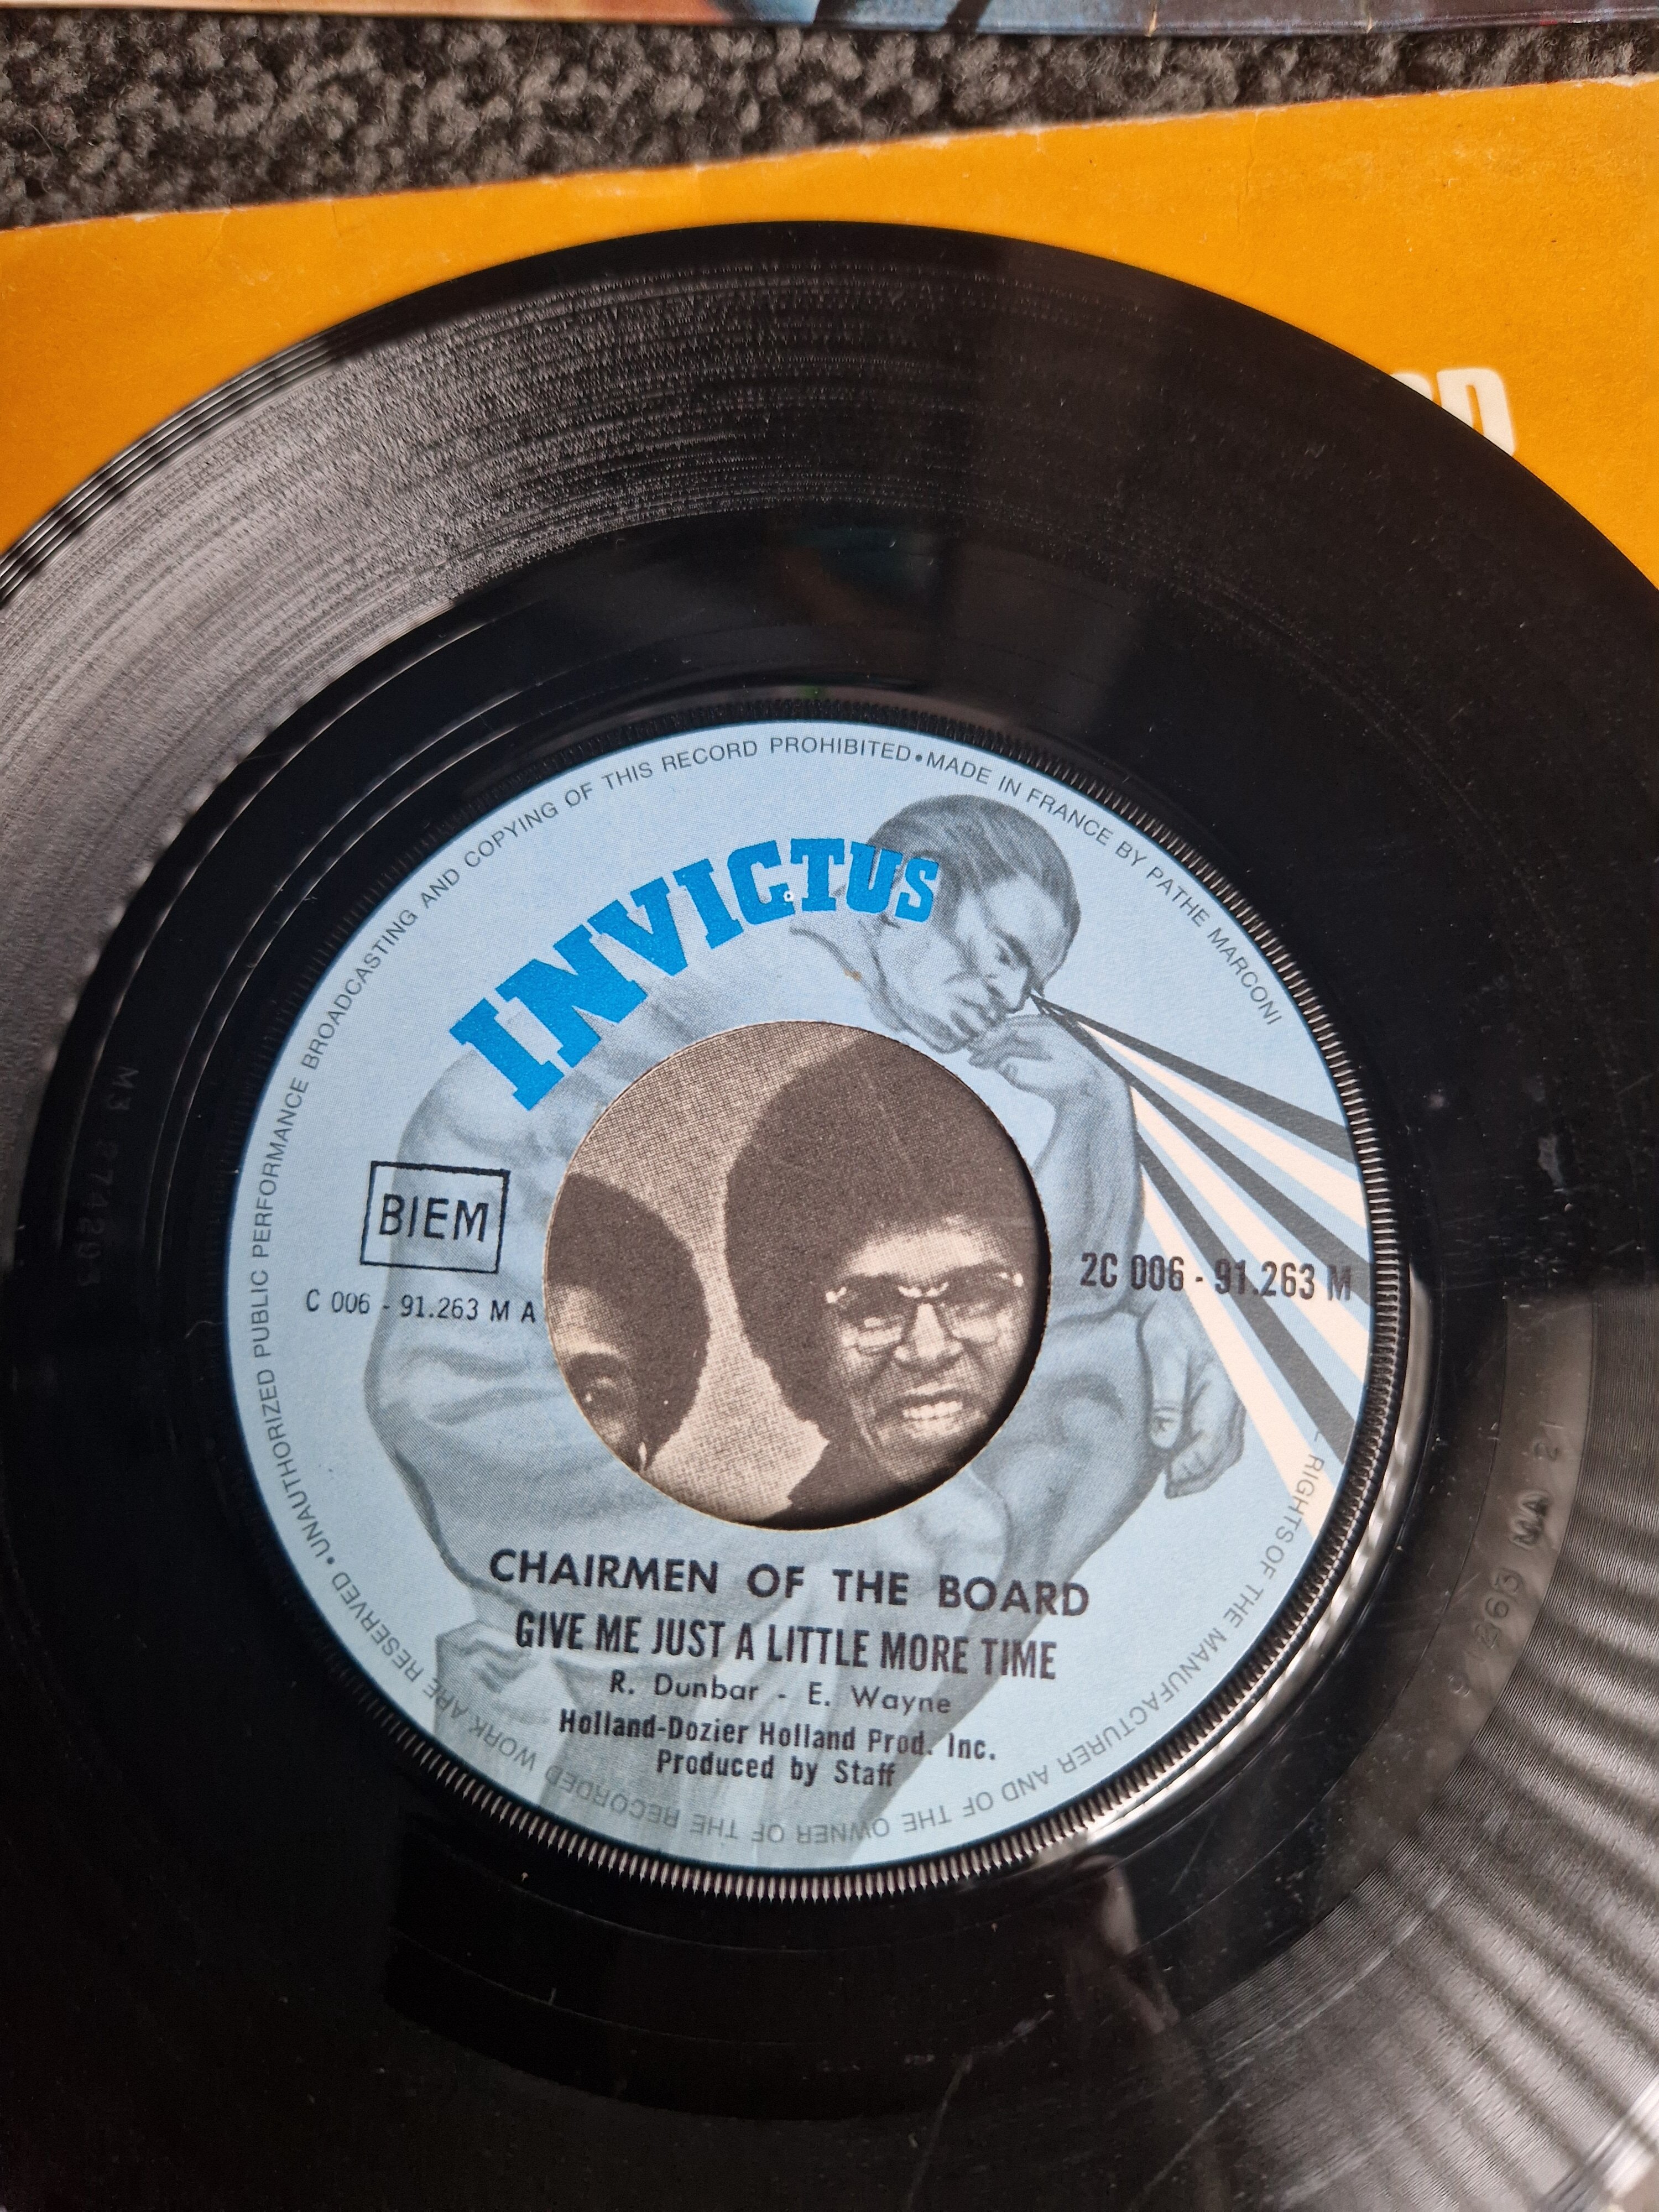 UNAUTHORIZED PUBLIC PERFORMANCE BROADCASTING AND COPYING OF THIS RECORD PROHIBITED • MADE IN FRANCE BY PATHE MARCONI
INVICTUS
BIEM
C 006 - 91.263 M A
2C 006 - 91.263 M
CHAIRMEN OF THE BOARD
GIVE ME JUST A LITTLE MORE TIME
R. Dunbar - E. Wayne
Holland-Dozier Holland Prod. Inc.
Produced by Staff
RIGHTS OF THE MANUFACTURER AND OF THE OWNER OF THE RECORDED WORK ARE RESERVED •